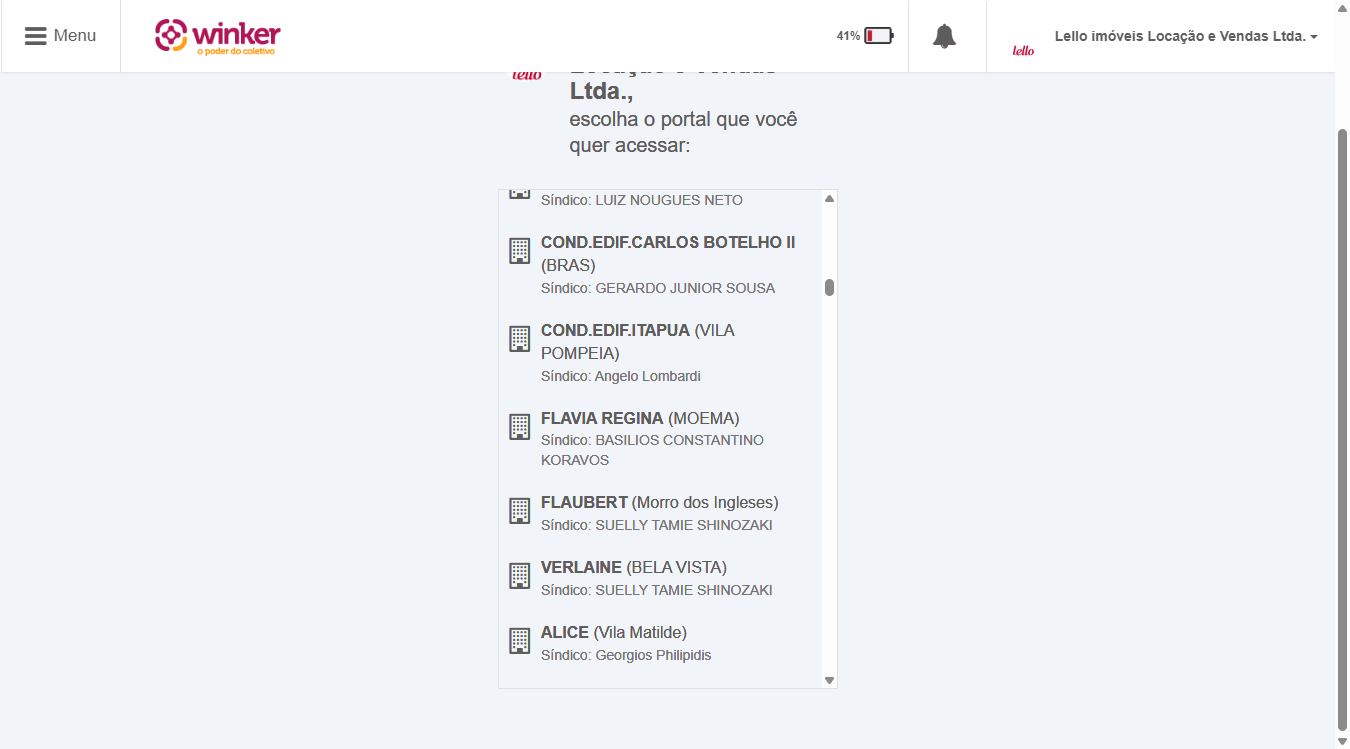 Menu
winker
o poder do coletivo
41%
lello
Lello imóveis Locação e Vendas Ltda.
lello
Locação e Vendas
Ltda.,
escolha o portal que você
quer acessar:
Síndico: LUIZ NOUGUES NETO
COND.EDIF.CARLOS BOTELHO II
(BRAS)
Síndico: GERARDO JUNIOR SOUSA
COND.EDIF.ITAPUA (VILA
POMPEIA)
Síndico: Angelo Lombardi
FLAVIA REGINA (MOEMA)
Síndico: BASILIOS CONSTANTINO
KORAVOS
FLAUBERT (Morro dos Ingleses)
Síndico: SUELLY TAMIE SHINOZAKI
VERLAINE (BELA VISTA)
Síndico: SUELLY TAMIE SHINOZAKI
ALICE (Vila Matilde)
Síndico: Georgios Philipidis